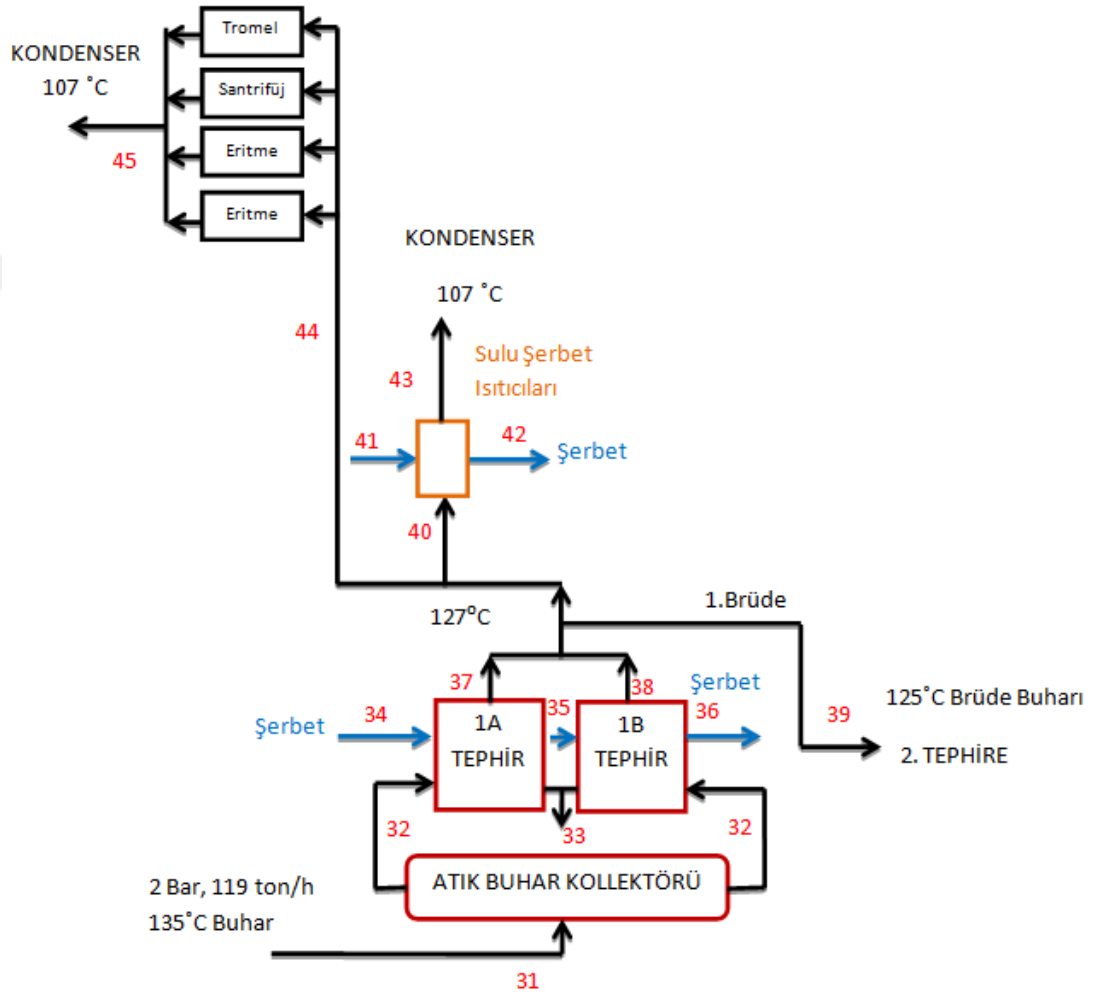 Tromel
KONDENSER
107 ˚C
Santrifüj
45
Eritme
Eritme
KONDENSER
107 ˚C
44
Sulu Şerbet
Isıtıcıları
43
41
42
Şerbet
40
1.Brüde
127⁰C
37
38
Şerbet
Şerbet
34
35
36
39
125˚C Brüde Buharı
1A
TEPHİR
1B
TEPHİR
2. TEPHİRE
32
33
32
ATIK BUHAR KOLLEKTÖRÜ
2 Bar, 119 ton/h
135˚C Buhar
31